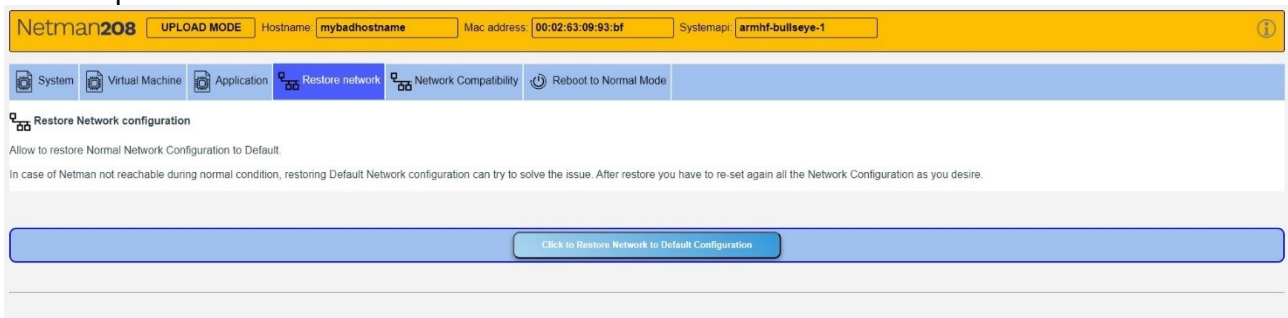 Netman208 UPLOAD MODE Hostname: mybadhostname Mac address: 00:02:63:09:93:bf Systemapi: armhf-bullseye-1
System Virtual Machine Application Restore network Network Compatibility Reboot to Normal Mode
Restore Network configuration
Allow to restore Normal Network Configuration to Default.
In case of Netman not reachable during normal condition, restoring Default Network configuration can try to solve the issue. After restore you have to re-set again all the Network Configuration as you desire.
Click to Restore Network to Default Configuration